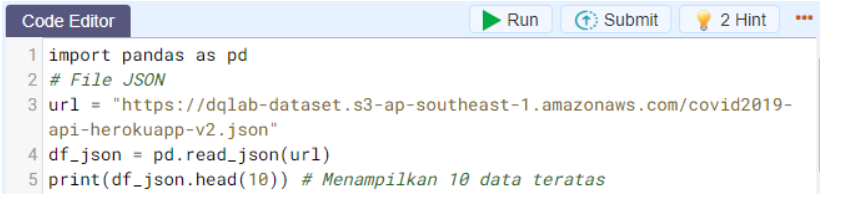 Code Editor
Run
Submit
2 Hint
1 import pandas as pd
2 # File JSON
3 url = "https://dqlab-dataset.s3-ap-southeast-1.amazonaws.com/covid2019-
api-herokuapp-v2.json"
4 df_json = pd.read_json(url)
5 print(df_json.head(10)) # Menampilkan 10 data teratas